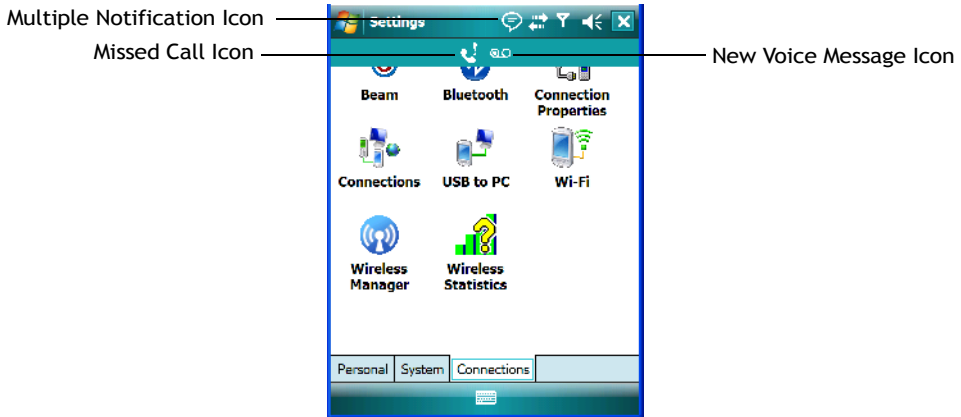 Multiple Notification Icon
Settings
Missed Call Icon
New Voice Message Icon
Beam
Bluetooth
Connection
Properties
Connections
USB to PC
Wi-Fi
Wireless
Manager
Wireless
Statistics
Personal
System
Connections